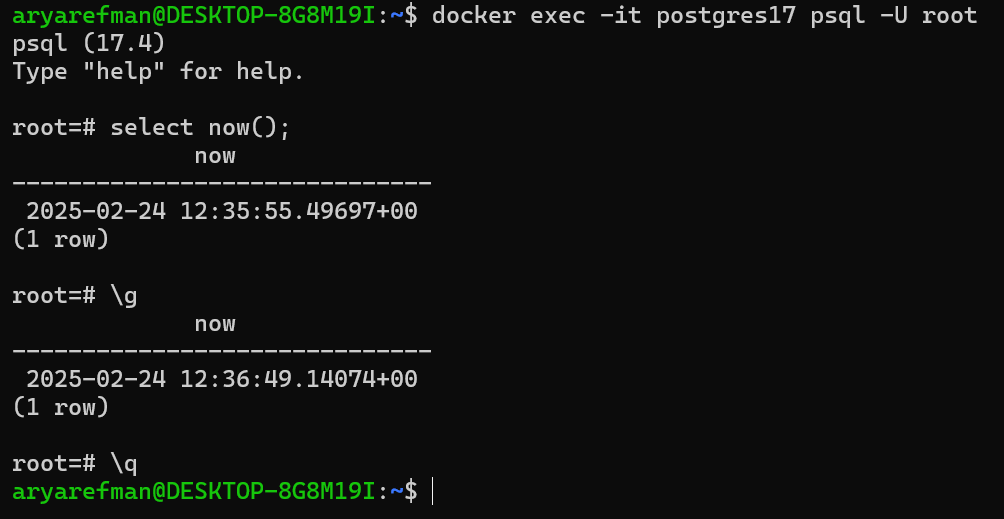 aryarefman@DESKTOP-8G8M19I:~$ docker exec -it postgres17 psql -U root
psql (17.4)
Type "help" for help.
root=# select now();
now
------------------------------
2025-02-24 12:35:55.49697+00
(1 row)
root=# \g
now
------------------------------
2025-02-24 12:36:49.14074+00
(1 row)
root=# \q
aryarefman@DESKTOP-8G8M19I:~$